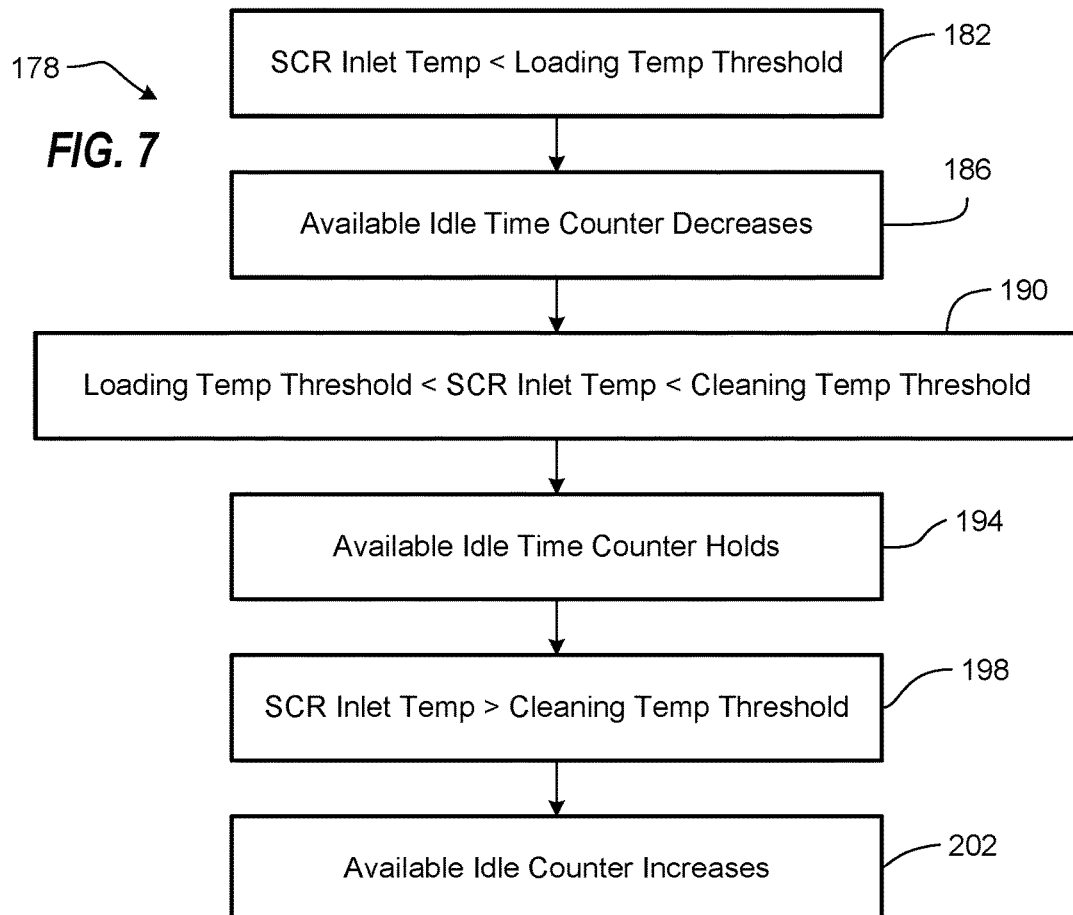 178
FIG. 7
SCR Inlet Temp < Loading Temp Threshold
182
Available Idle Time Counter Decreases
186
Loading Temp Threshold < SCR Inlet Temp < Cleaning Temp Threshold
190
Available Idle Time Counter Holds
194
SCR Inlet Temp > Cleaning Temp Threshold
198
Available Idle Counter Increases
202